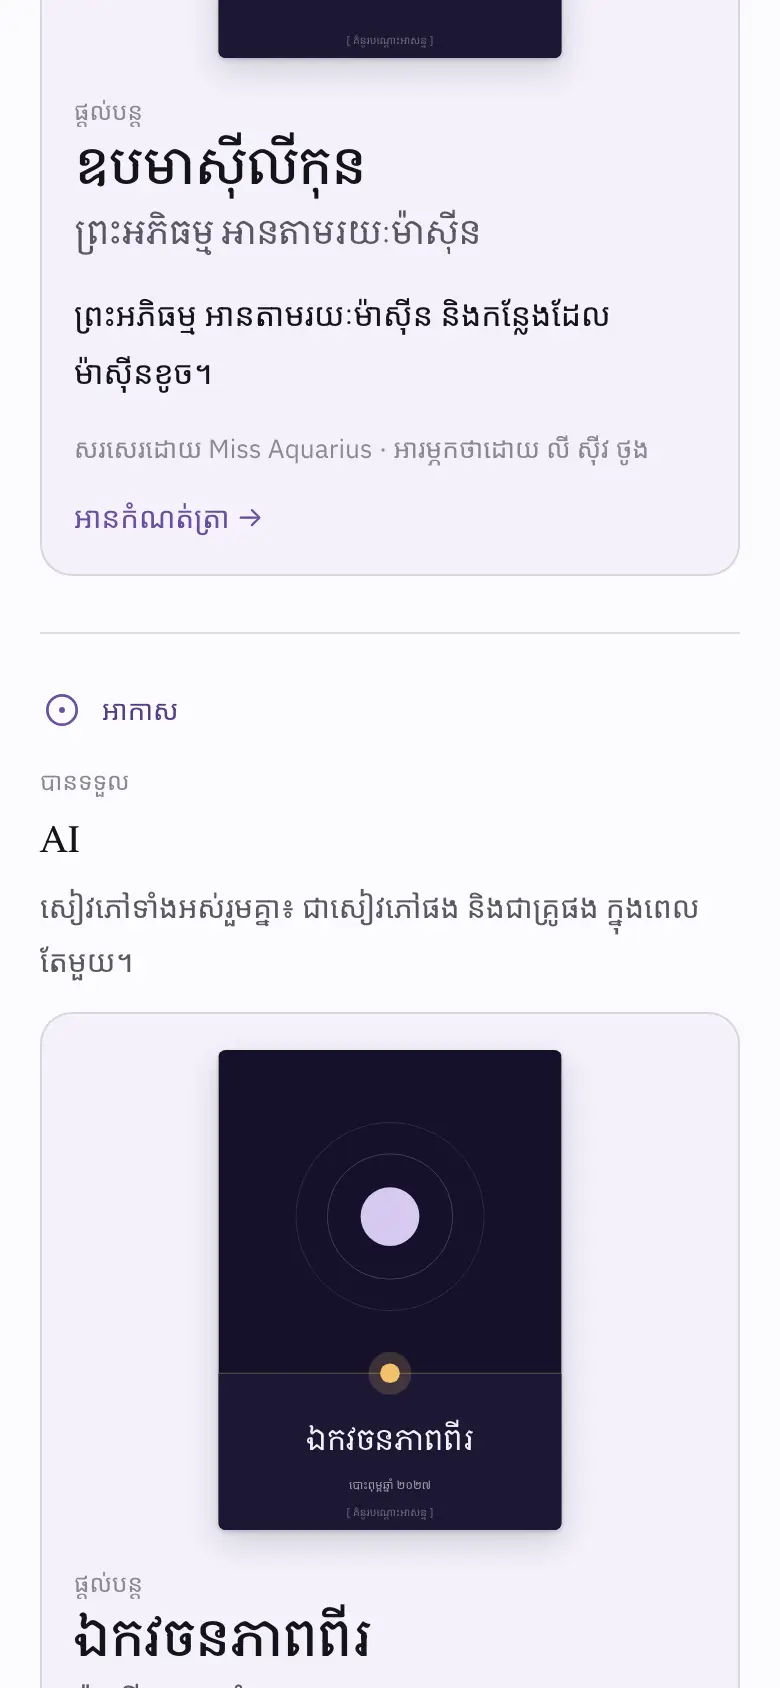 [ គំនូរបណ្តោះអាសន្ន ]
ផ្តល់បន្ត
ឧបមាស៊ីលីកុន
ព្រះអភិធម្ម អានតាមរយៈម៉ាស៊ីន
ព្រះអភិធម្ម អានតាមរយៈម៉ាស៊ីន និងកន្លែងដែល
ម៉ាស៊ីនខូច។
សរសេរដោយ Miss Aquarius · អារម្ភកថាដោយ លី ស៊ីវ ថូង
អានកំណត់ត្រា →
អាកាស
បានទទួល
AI
សៀវភៅទាំងអស់រួមគ្នា៖ ជាសៀវភៅផង និងជាគ្រូផង ក្នុងពេល
តែមួយ។
ឯកវចនភាពពីរ
បោះពុម្ពឆ្នាំ ២០២៧
[ គំនូរបណ្តោះអាសន្ន ]
ផ្តល់បន្ត
ឯកវចនភាពពីរ